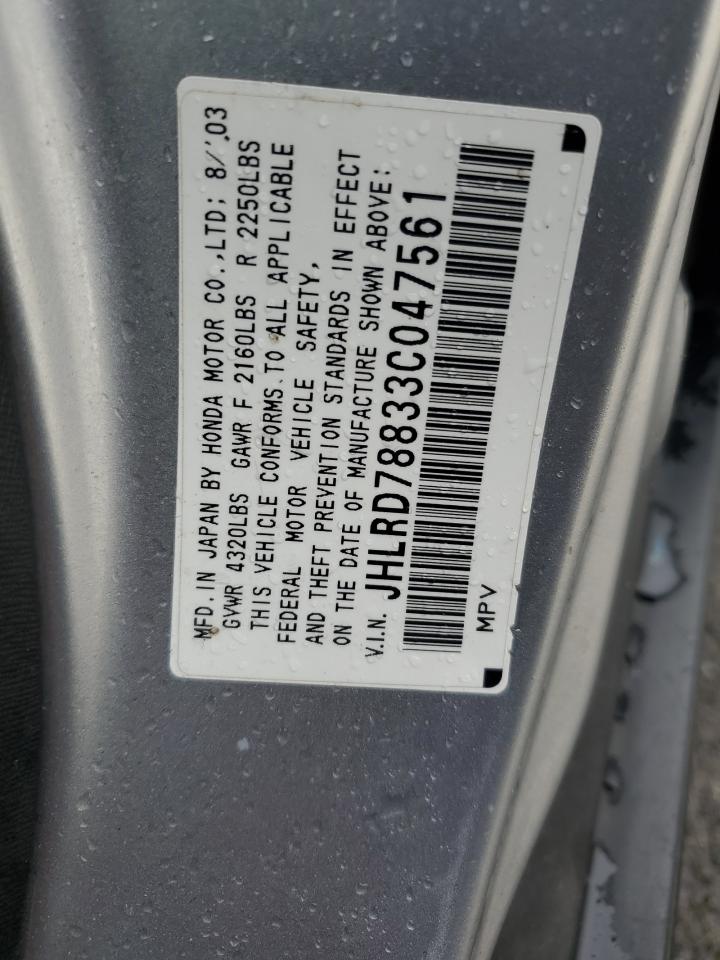 MFD.IN JAPAN BY HONDA MOTOR CO.,LTD; 8/'03
GVWR 4320LBS GAWR F 2160LBS R 2250LBS
THIS VEHICLE CONFORMS TO ALL APPLICABLE
FEDERAL MOTOR VEHICLE SAFETY,
AND THEFT PREVENTION STANDARDS IN EFFECT
ON THE DATE OF MANUFACTURE SHOWN ABOVE;
V.I.N. JHLRD78833C047561
MPV